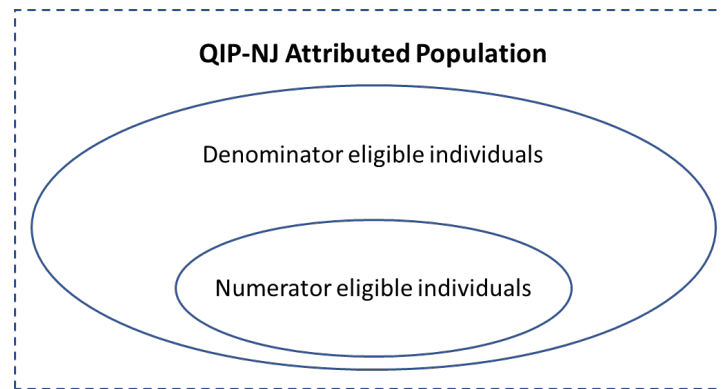 QIP-NJ Attributed Population
Denominator eligible individuals
Numerator eligible individuals